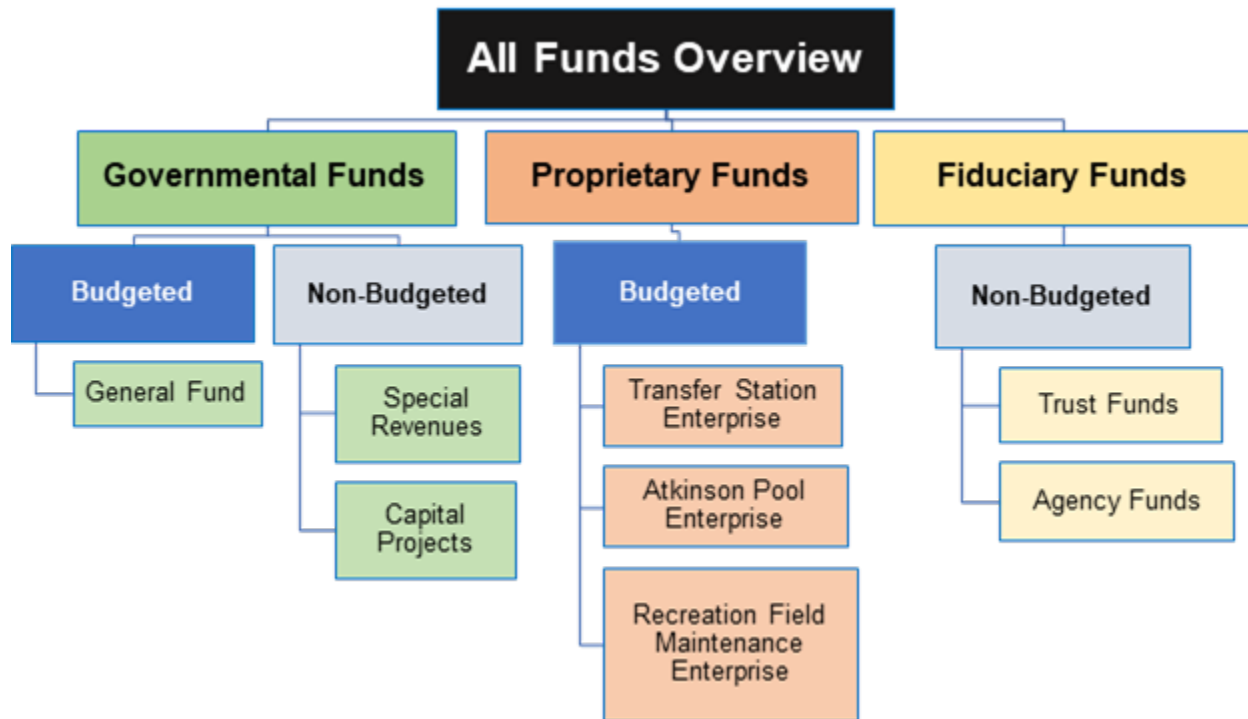 All Funds Overview
Governmental Funds
Proprietary Funds
Fiduciary Funds
Budgeted
Non-Budgeted
Budgeted
Non-Budgeted
General Fund
Special
Revenues
Capital
Projects
Transfer Station
Enterprise
Atkinson Pool
Enterprise
Recreation Field
Maintenance
Enterprise
Trust Funds
Agency Funds